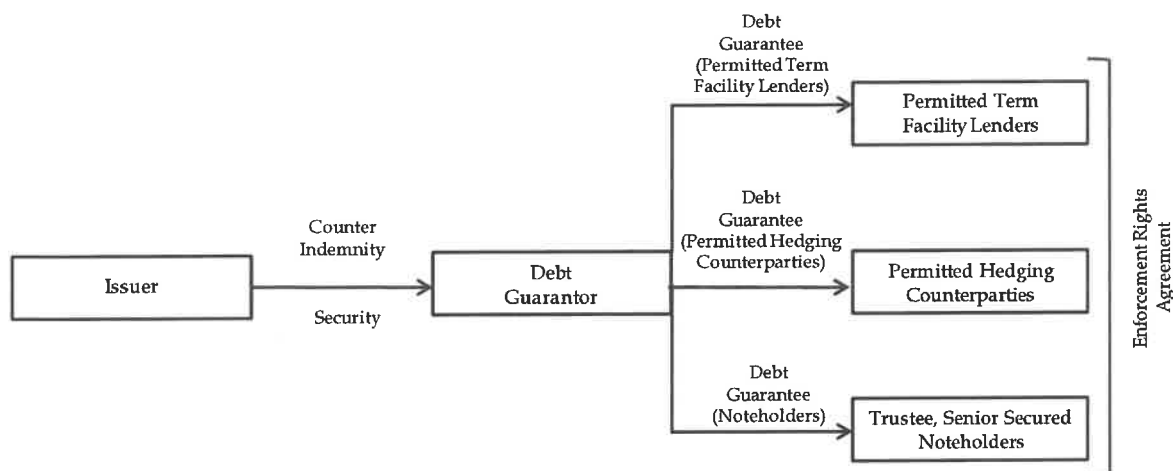 Debt
Guarantee
(Permitted Term
Facility Lenders)
Permitted Term
Facility Lenders
Counter
Indemnity
Issuer
Security
Debt
Guarantor
Debt
Guarantee
(Permitted Hedging
Counterparties)
Permitted Hedging
Counterparties
Debt
Guarantee
(Noteholders)
Trustee, Senior Secured
Noteholders
Enforcement Rights
Agreement